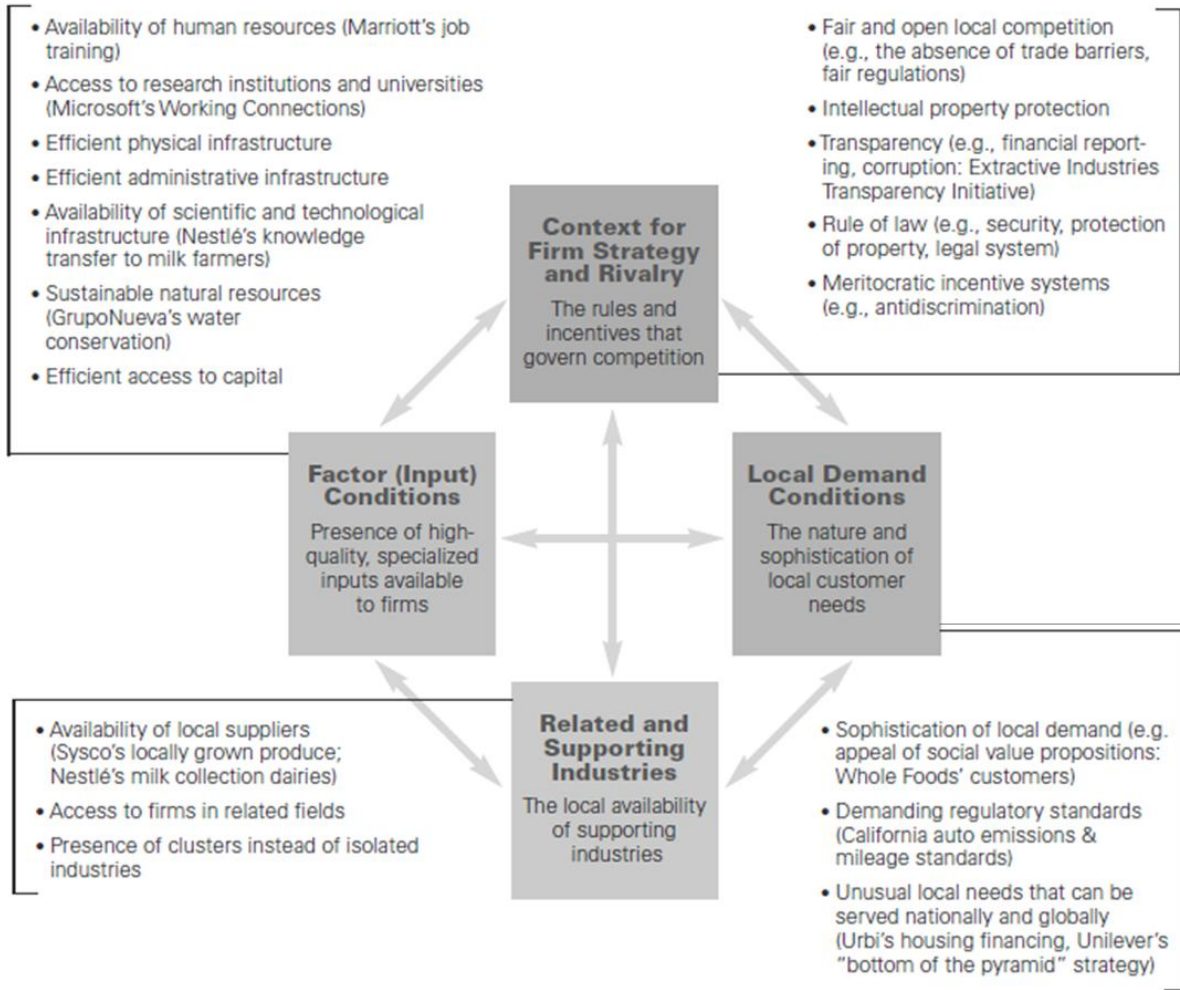 • Availability of human resources (Marriott's job
training)
• Access to research institutions and universities
(Microsoft's Working Connections)
• Efficient physical infrastructure
• Efficient administrative infrastructure
• Availability of scientific and technological
infrastructure (Nestlé's knowledge
transfer to milk farmers)
• Sustainable natural resources
(GrupoNueva's water
conservation)
• Efficient access to capital
• Fair and open local competition
(e.g., the absence of trade barriers,
fair regulations)
• Intellectual property protection
• Transparency (e.g., financial report-
ing, corruption: Extractive Industries
Transparency Initiative)
• Rule of law (e.g., security, protection
of property, legal system)
• Meritocratic incentive systems
(e.g., antidiscrimination)
Context for
Firm Strategy
and Rivalry
The rules and
incentives that
govern competition
Factor (Input)
Conditions
Presence of high-
quality, specialized
inputs available
to firms
Local Demand
Conditions
The nature and
sophistication of
local customer
needs
Related and
Supporting
Industries
The local availability
of supporting
industries
• Availability of local suppliers
(Sysco's locally grown produce;
Nestlé's milk collection dairies)
• Access to firms in related fields
• Presence of clusters instead of isolated
industries
• Sophistication of local demand (e.g.
appeal of social value propositions:
Whole Foods' customers)
• Demanding regulatory standards
(California auto emissions &
mileage standards)
• Unusual local needs that can be
served nationally and globally
(Urbi's housing financing, Unilever's
"bottom of the pyramid" strategy)